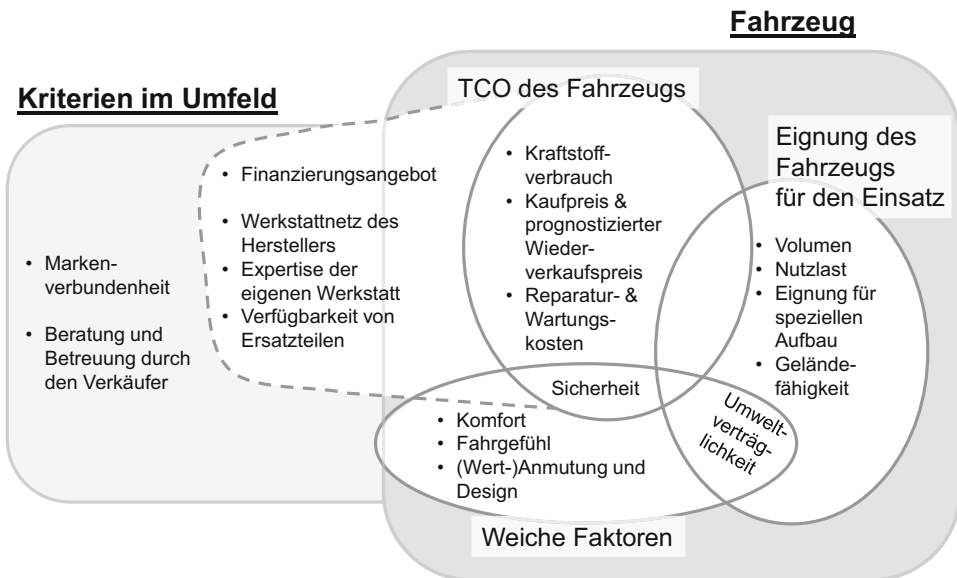 Fahrzeug
Kriterien im Umfeld
TCO des Fahrzeugs
Eignung des
Fahrzeugs
für den Einsatz
• Marken-
verbundenheit
• Beratung und
Betreuung durch
den Verkäufer
• Finanzierungsangebot
• Werkstattnetz des
Herstellers
• Expertise der
eigenen Werkstatt
• Verfügbarkeit von
Ersatzteilen
• Kraftstoff-
verbrauch
• Kaufpreis &
prognostizierter
Wieder-
verkaufspreis
• Reparatur- &
Wartungs-
kosten
• Volumen
• Nutzlast
• Eignung für
speziellen
Aufbau
• Gelände-
fähigkeit
Sicherheit
Umwelt-
verträg-
lichkeit
• Komfort
• Fahrgefühl
• (Wert-)Anmutung und
Design
Weiche Faktoren